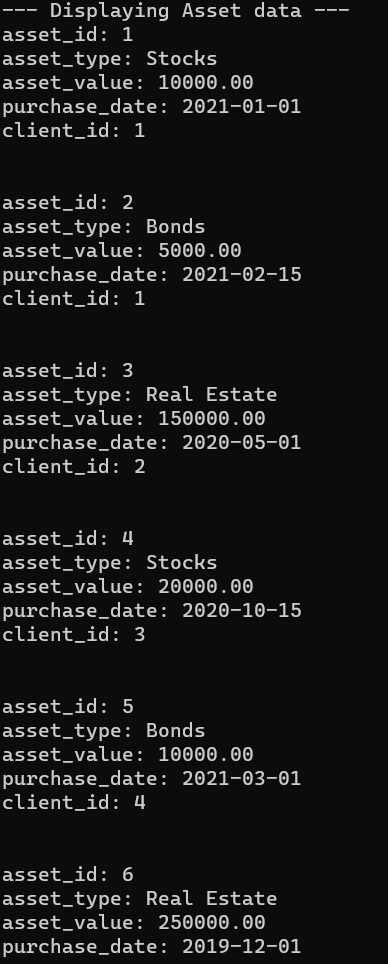 --- Displaying Asset data ---
asset_id: 1
asset_type: Stocks
asset_value: 10000.00
purchase_date: 2021-01-01
client_id: 1
asset_id: 2
asset_type: Bonds
asset_value: 5000.00
purchase_date: 2021-02-15
client_id: 1
asset_id: 3
asset_type: Real Estate
asset_value: 150000.00
purchase_date: 2020-05-01
client_id: 2
asset_id: 4
asset_type: Stocks
asset_value: 20000.00
purchase_date: 2020-10-15
client_id: 3
asset_id: 5
asset_type: Bonds
asset_value: 10000.00
purchase_date: 2021-03-01
client_id: 4
asset_id: 6
asset_type: Real Estate
asset_value: 250000.00
purchase_date: 2019-12-01